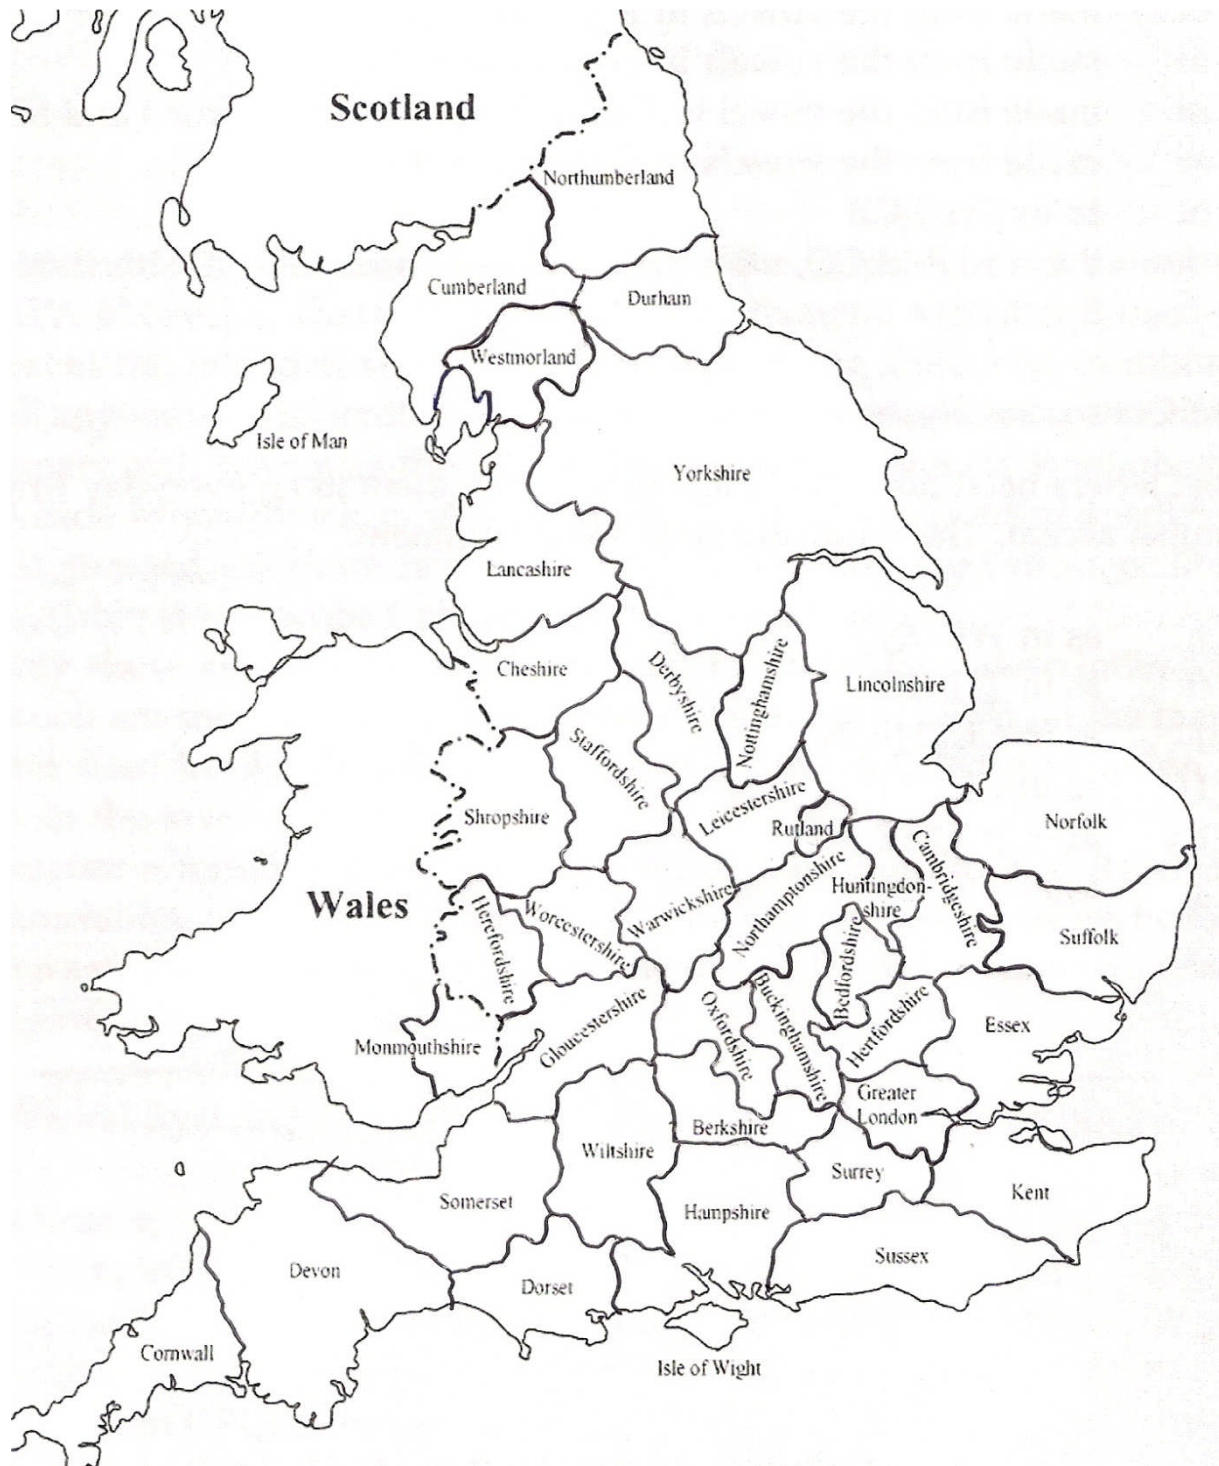 Scotland
Northumberland
Cumberland
Durham
Westmorland
Isle of Man
Yorkshire
Lancashire
Cheshire
Derbyshire
Nottinghamshire
Lincolnshire
Staffordshire
Shropshire
Leicestershire
Rutland
Norfolk
Wales
Herefordshire
Worcestershire
Warwickshire
Northamptonshire
Huntingdon-
shire
Cambridgeshire
Suffolk
Bedfordshire
Monmouthshire
Gloucestershire
Oxfordshire
Buckinghamshire
Hertfordshire
Essex
Greater
London
Berkshire
Wiltshire
Surrey
Kent
Somerset
Hampshire
Sussex
Devon
Dorset
Cornwall
Isle of Wight